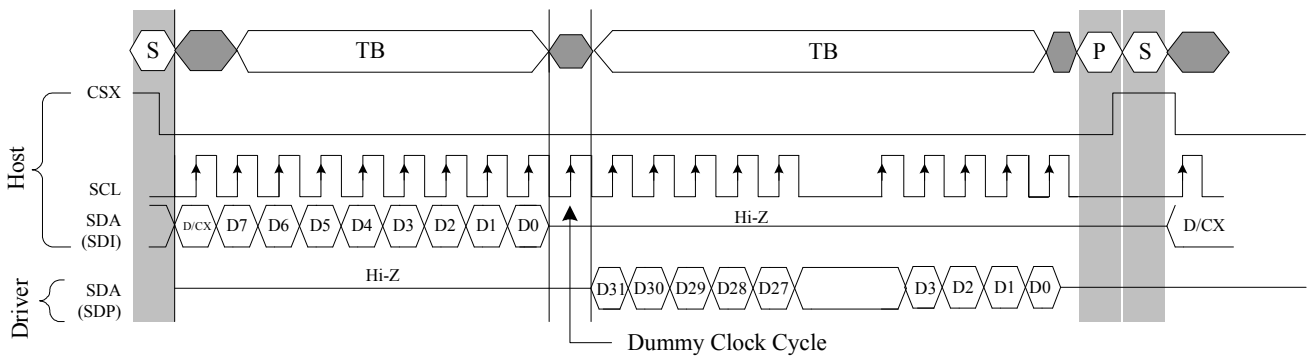 S TB TB P S
CSX
Host
SCL
SDA
(SDI)
D/CX D7 D6 D5 D4 D3 D2 D1 D0 Hi-Z D/CX
Driver
SDA
(SDP)
Hi-Z D31 D30 D29 D28 D27 D3 D2 D1 D0
Dummy Clock Cycle